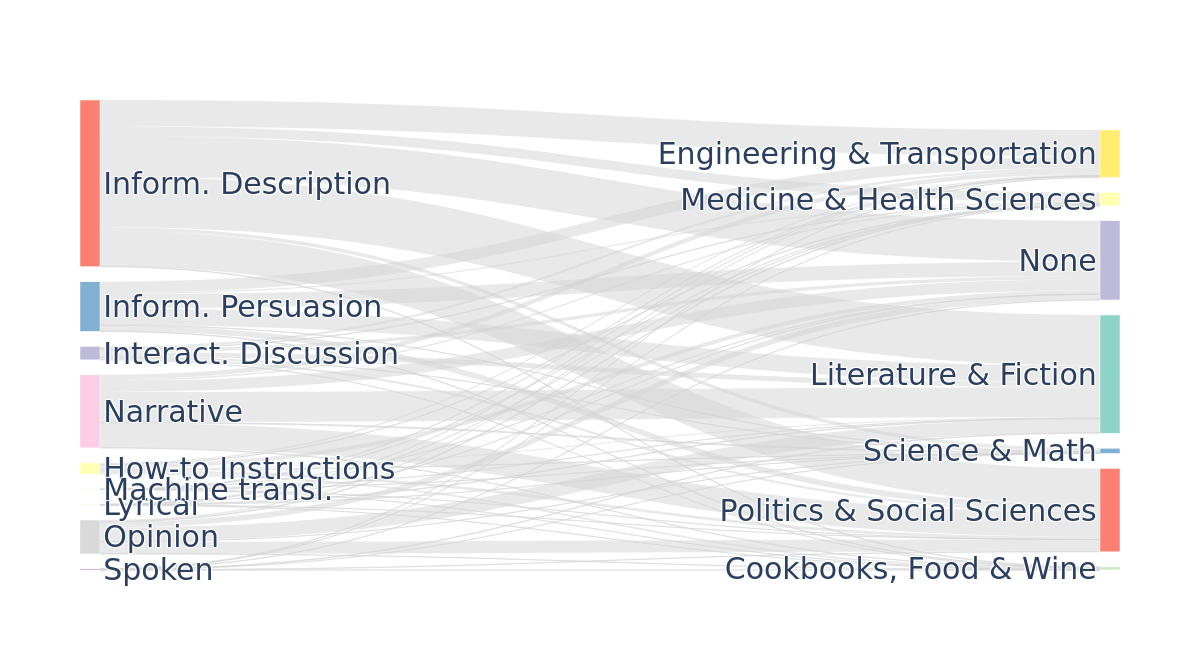 Inform. Description
Inform. Persuasion
Interact. Discussion
Narrative
How-to Instructions
Machine transl.
Lyrical
Opinion
Spoken
Engineering & Transportation
Medicine & Health Sciences
None
Literature & Fiction
Science & Math
Politics & Social Sciences
Cookbooks, Food & Wine